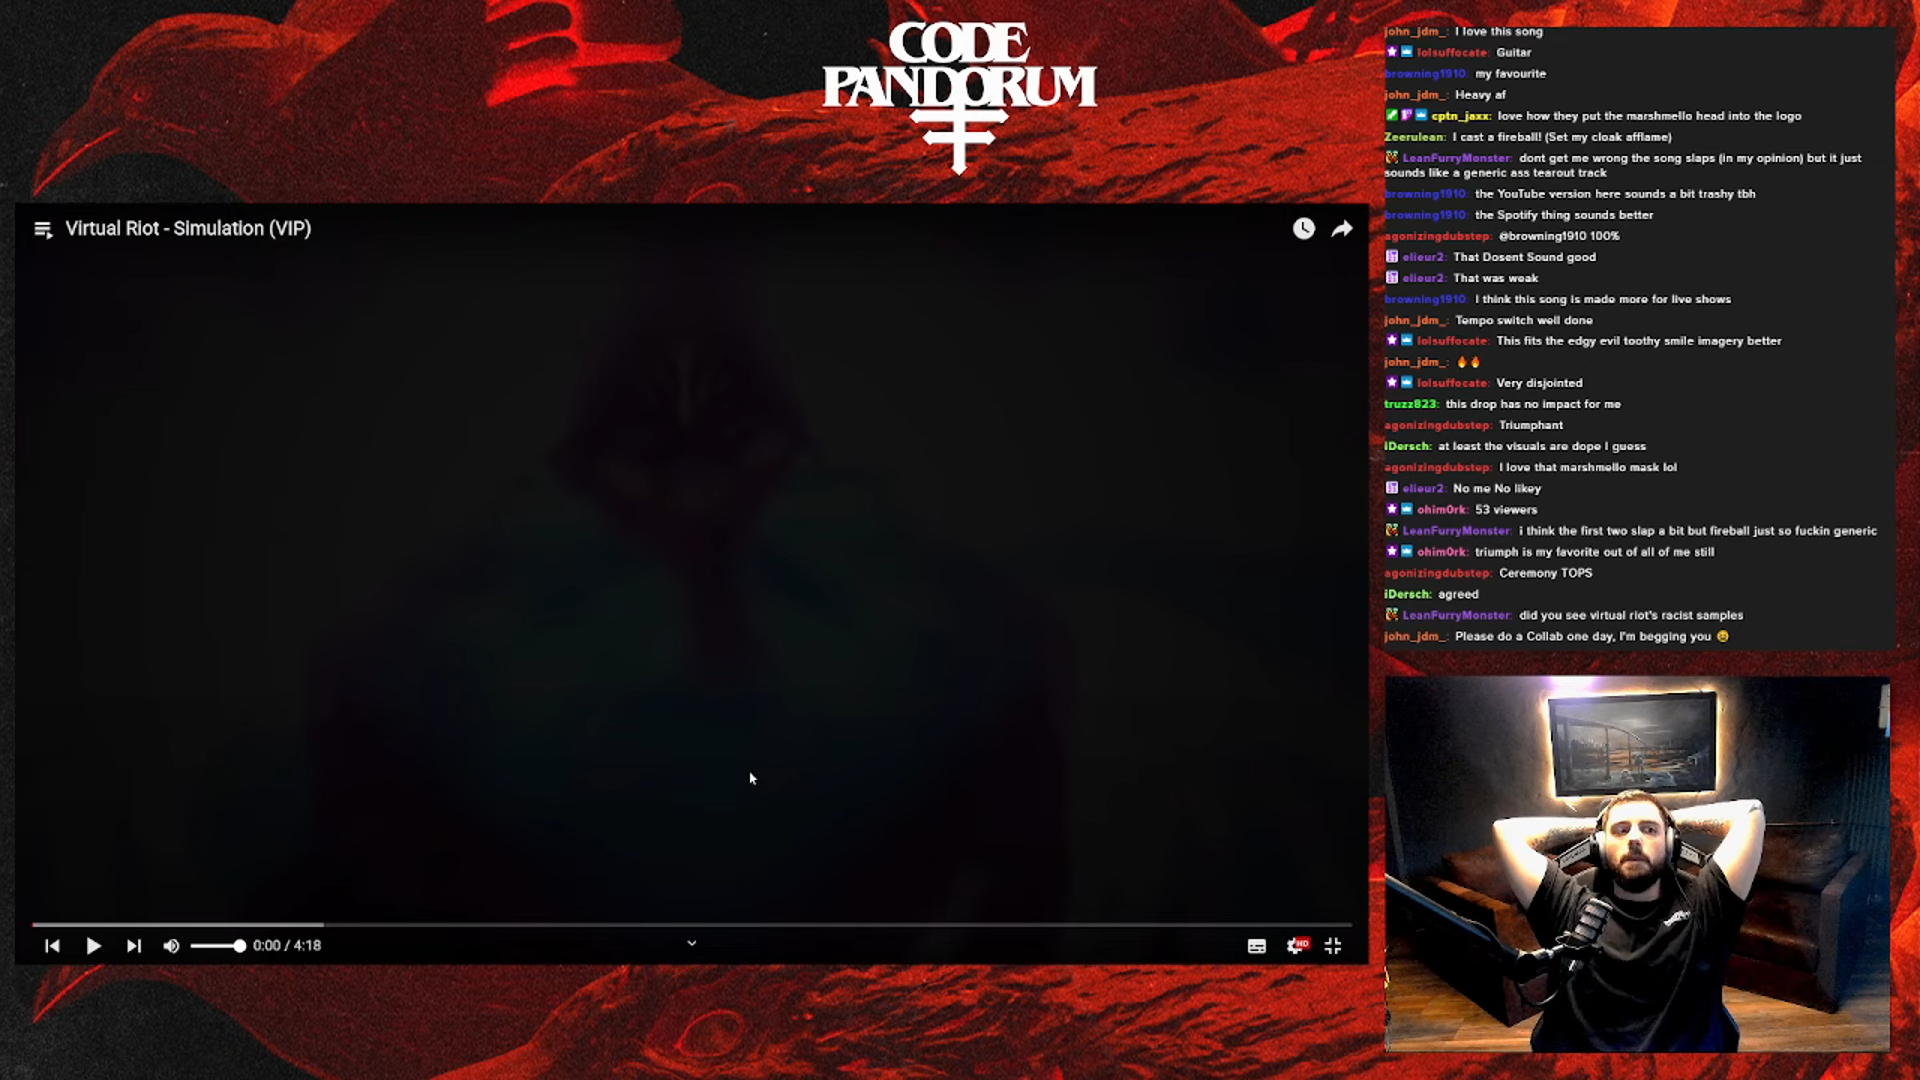 CODE
PANDORUM
Virtual Riot - Simulation (VIP)
0:00 / 4:18
HD
john_jdm_: I love this song
lolsuffocate: Guitar
browning1910: my favourite
john_jdm_: Heavy af
cptn_jaxx: love how they put the marshmello head into the logo
Zeerulean: I cast a fireball! (Set my cloak afflame)
LeanFurryMonster: dont get me wrong the song slaps (in my opinion) but it just
sounds like a generic ass tearout track
browning1910: the YouTube version here sounds a bit trashy tbh
browning1910: the Spotify thing sounds better
agonizingdubstep: @browning1910 100%
elieur2: That Dosent Sound good
elieur2: That was weak
browning1910: I think this song is made more for live shows
john_jdm_: Tempo switch well done
lolsuffocate: This fits the edgy evil toothy smile imagery better
john_jdm_: 🔥🔥
lolsuffocate: Very disjointed
truzz823: this drop has no impact for me
agonizingdubstep: Triumphant
iDersch: at least the visuals are dope I guess
agonizingdubstep: I love that marshmello mask lol
elieur2: No me No likey
ohim0rk: 53 viewers
LeanFurryMonster: i think the first two slap a bit but fireball just so fuckin generic
ohim0rk: triumph is my favorite out of all of me still
agonizingdubstep: Ceremony TOPS
iDersch: agreed
LeanFurryMonster: did you see virtual riot's racist samples
john_jdm_: Please do a Collab one day, I'm begging you 😩